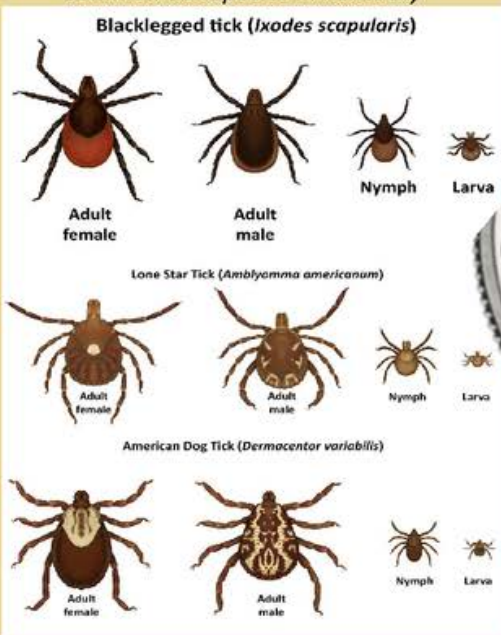 Blacklegged tick (Ixodes scapularis)
Nymph
Larva
Adult
female
Adult
male
Lone Star Tick (Amblyomma americanum)
Adult
female
Adult
male
Nymph
Larva
American Dog Tick (Dermacentor variabilis)
Nymph
Larva
Adult
female
Adult
male